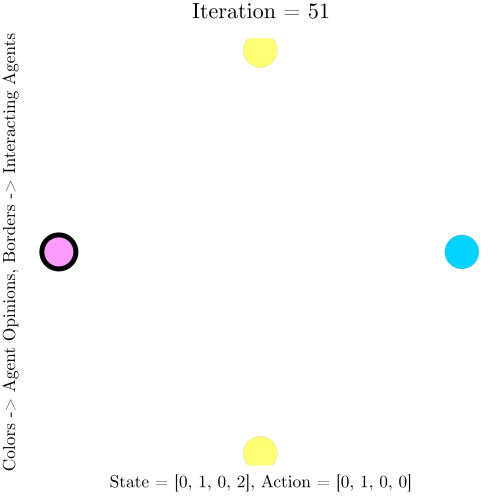 Iteration = 51
Colors -> Agent Opinions, Borders -> Interacting Agents
State = [0, 1, 0, 2], Action = [0, 1, 0, 0]